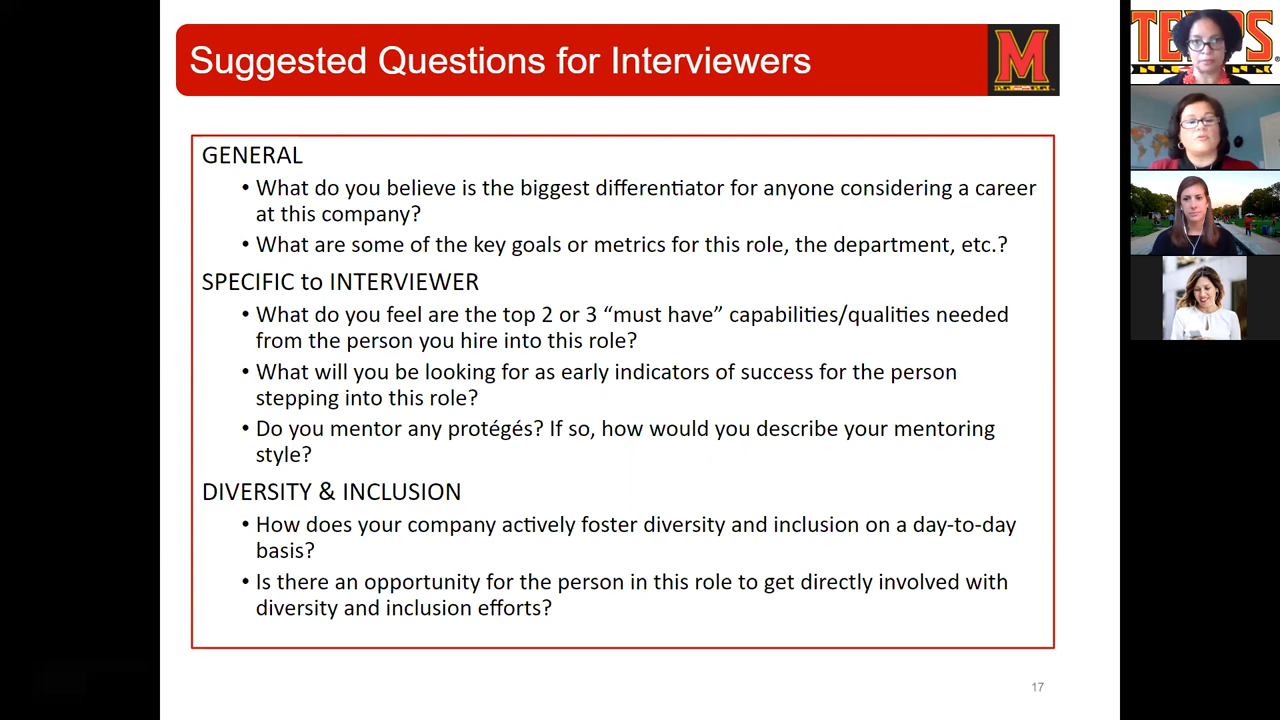 Suggested Questions for Interviewers
M
GENERAL
• What do you believe is the biggest differentiator for anyone considering a career
at this company?
• What are some of the key goals or metrics for this role, the department, etc.?
SPECIFIC to INTERVIEWER
• What do you feel are the top 2 or 3 “must have” capabilities/qualities needed
from the person you hire into this role?
• What will you be looking for as early indicators of success for the person
stepping into this role?
• Do you mentor any protégés? If so, how would you describe your mentoring
style?
DIVERSITY & INCLUSION
• How does your company actively foster diversity and inclusion on a day-to-day
basis?
• Is there an opportunity for the person in this role to get directly involved with
diversity and inclusion efforts?
17